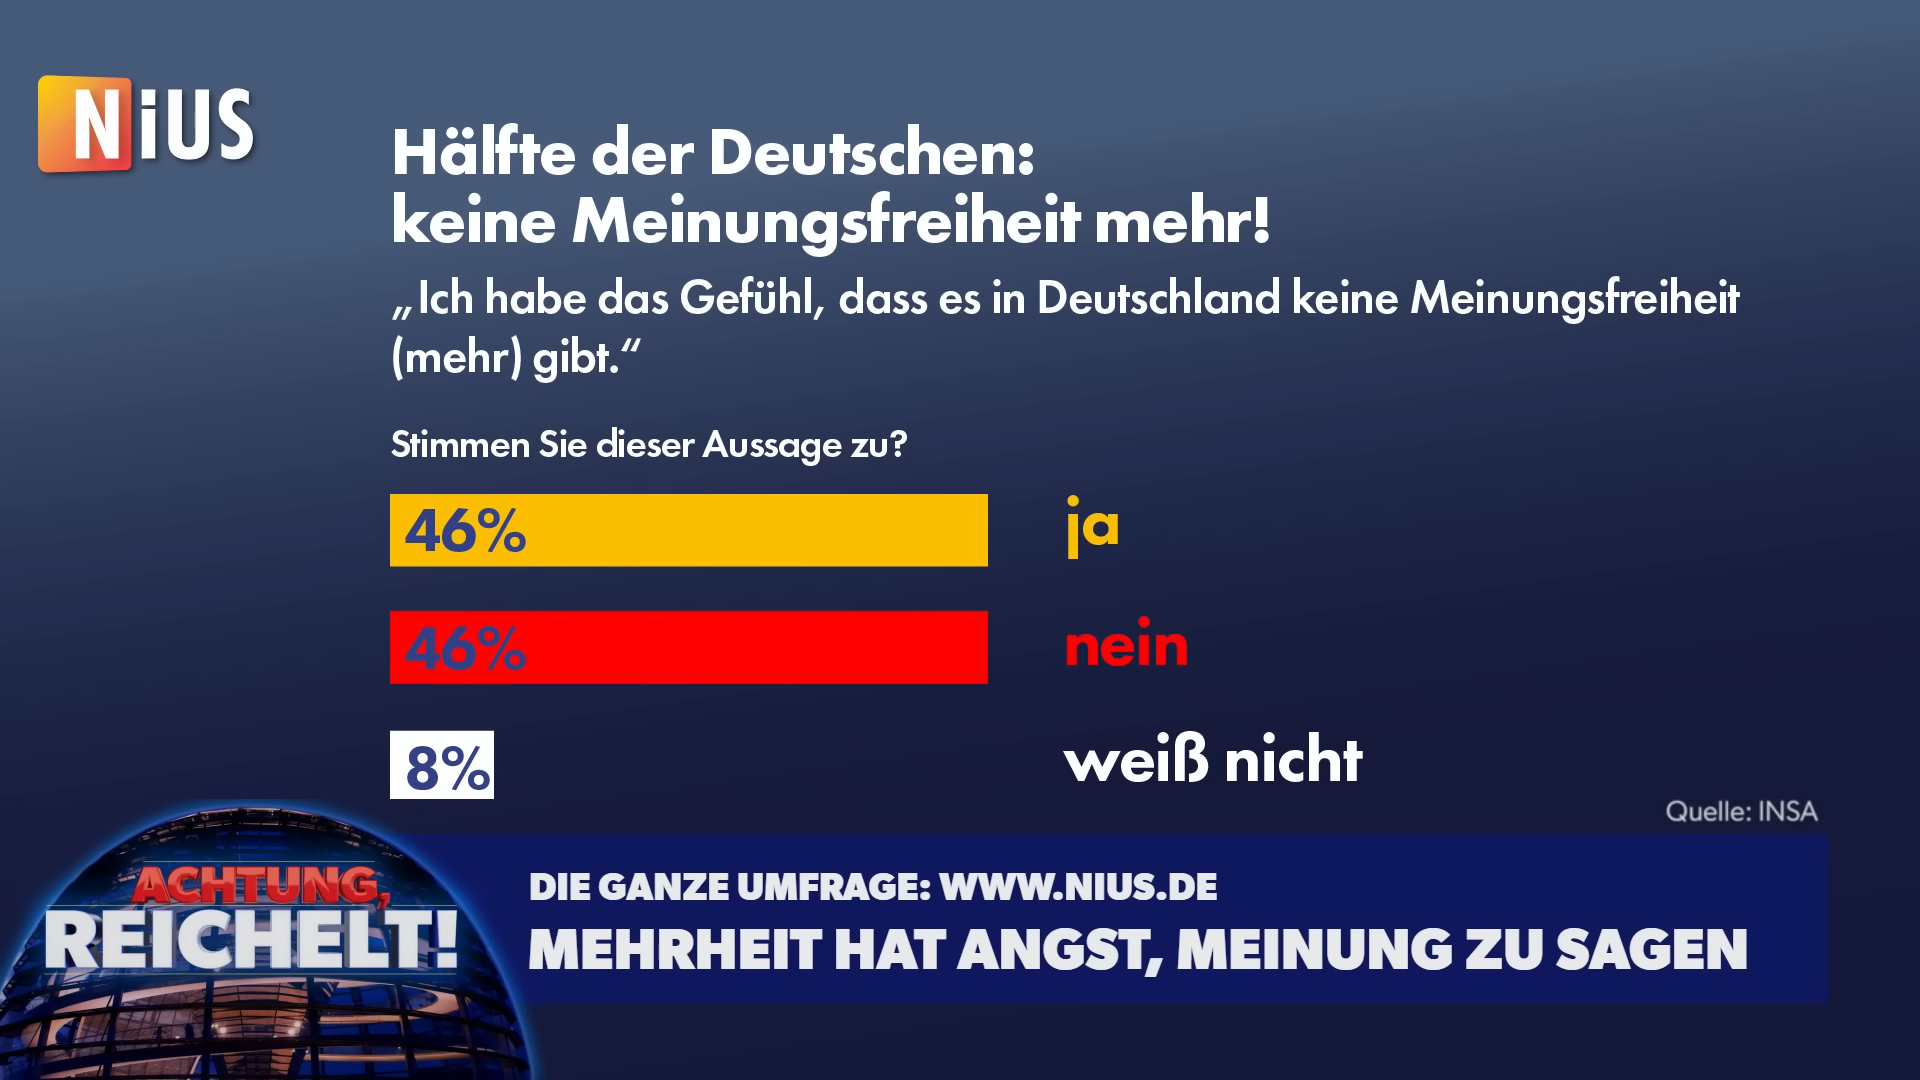 NiUS
Hälfte der Deutschen:
keine Meinungsfreiheit mehr!
„Ich habe das Gefühl, dass es in Deutschland keine Meinungsfreiheit
(mehr) gibt.“
Stimmen Sie dieser Aussage zu?
46% ja
46% nein
8% weiß nicht
Quelle: INSA
ACHTUNG,
REICHELT!
DIE GANZE UMFRAGE: WWW.NIUS.DE
MEHRHEIT HAT ANGST, MEINUNG ZU SAGEN